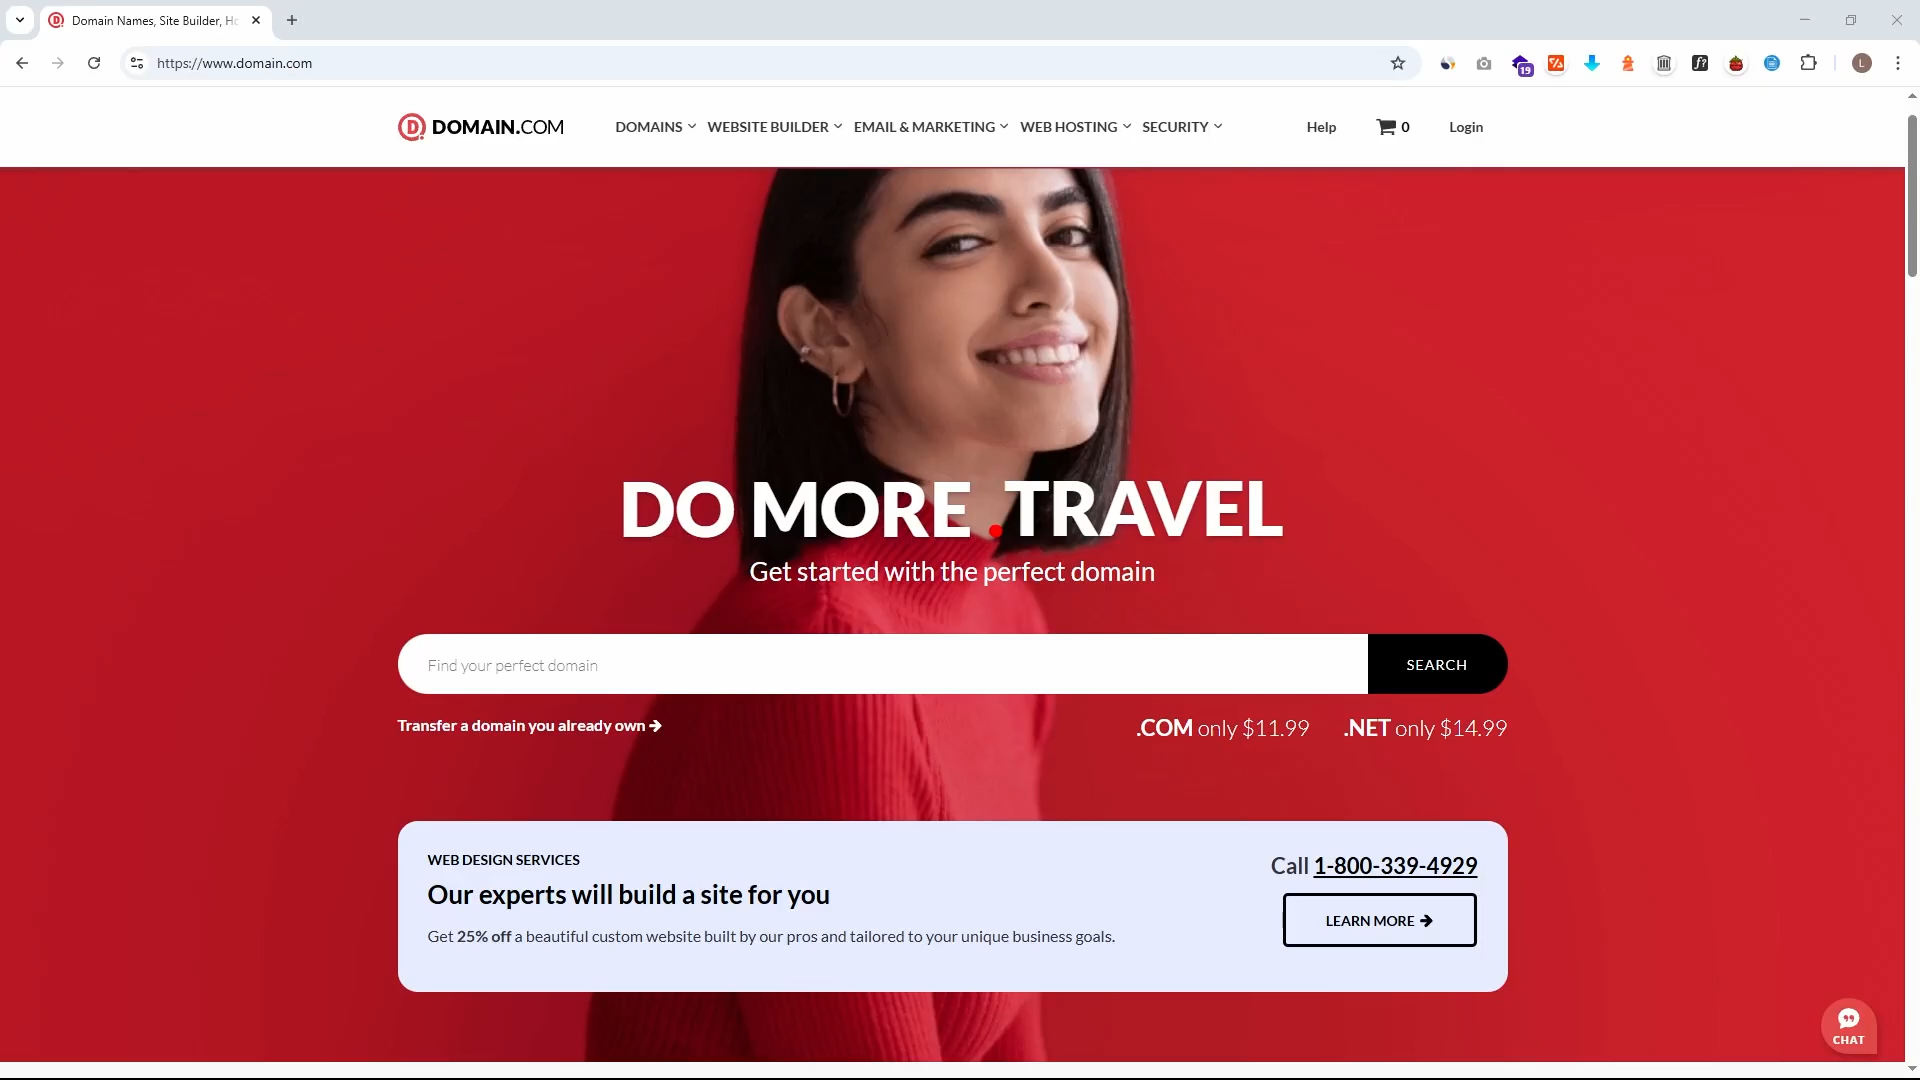 Domain Names, Site Builder, Ho
https://www.domain.com
19
f?
L
DOMAIN.COM
DOMAINS WEBSITE BUILDER EMAIL & MARKETING WEB HOSTING SECURITY Help 0 Login
DO MORE .TRAVEL
Get started with the perfect domain
Find your perfect domain
SEARCH
Transfer a domain you already own
.COM only $11.99 .NET only $14.99
WEB DESIGN SERVICES
Our experts will build a site for you
Get 25% off a beautiful custom website built by our pros and tailored to your unique business goals.
Call 1-800-339-4929
LEARN MORE
CHAT